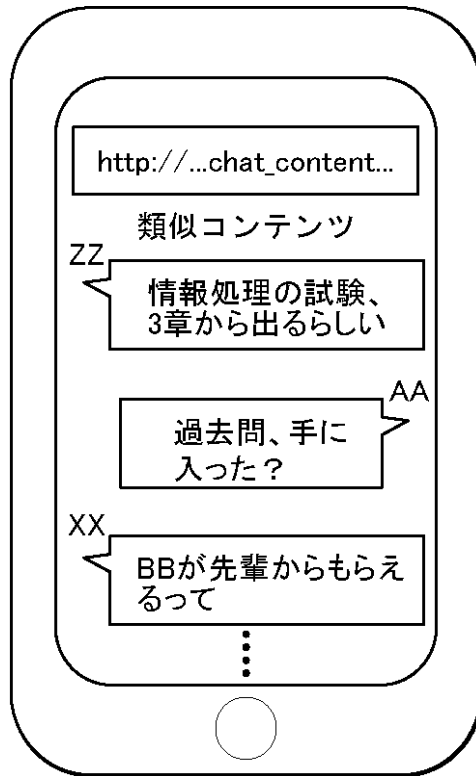 http://...chat_content...
類似コンテンツ
ZZ
情報処理の試験、
3章から出るらしい
AA
過去問、手に
入った？
XX
BBが先輩からもらえ
るって